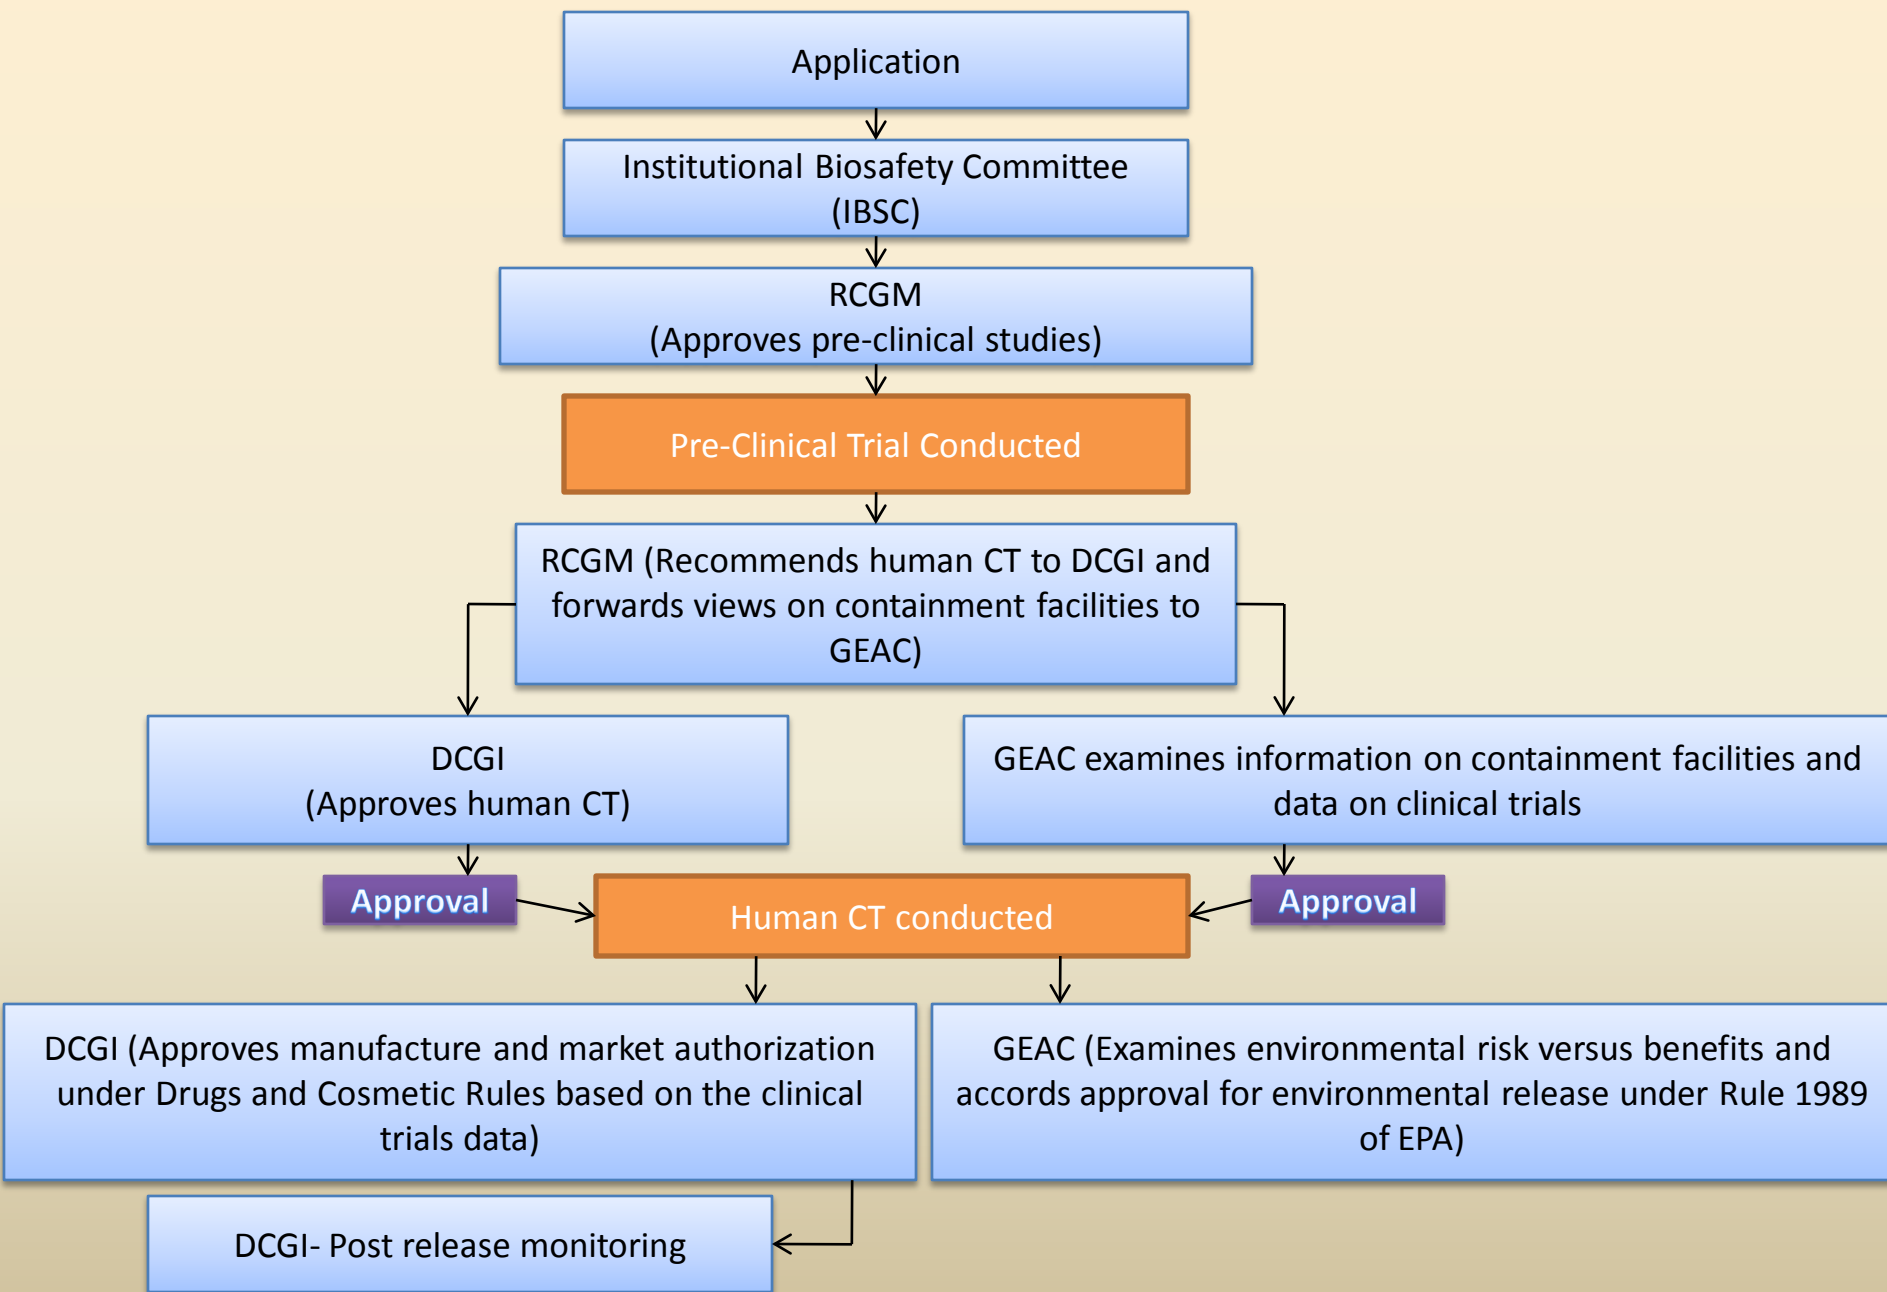 Application
Institutional Biosafety Committee
(IBSC)
RCGM
(Approves pre-clinical studies)
Pre-Clinical Trial Conducted
RCGM (Recommends human CT to DCGI and
forwards views on containment facilities to
GEAC)
DCGI
(Approves human CT)
GEAC examines information on containment facilities and
data on clinical trials
Approval
Human CT conducted
Approval
DCGI (Approves manufacture and market authorization
under Drugs and Cosmetic Rules based on the clinical
trials data)
GEAC (Examines environmental risk versus benefits and
accords approval for environmental release under Rule 1989
of EPA)
DCGI- Post release monitoring